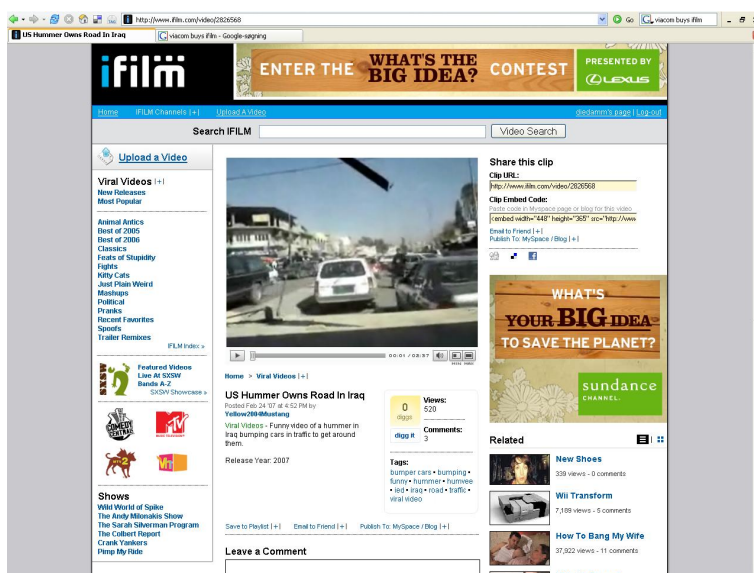 http://www.ifilm.com/video/2826568
Go
viacom buys ifilm
US Hummer Owns Road In Iraq
viacom buys ifilm - Google-søgning
ifilm
ENTER THE WHAT'S THE BIG IDEA? CONTEST
PRESENTED BY
LEXUS
Home IFILM Channels [+] Upload A Video
diedamm's page | Log-out
Search IFILM
Video Search
Upload a Video
Viral Videos [+]
New Releases
Most Popular
Animal Antics
Best of 2005
Best of 2006
Classics
Feats of Stupidity
Fights
Kitty Cats
Just Plain Weird
Mashups
Political
Pranks
Recent Favorites
Spoofs
Trailer Remixes
IFILM Index »
SXSW
Featured Videos
Live At SXSW
Bands A-Z
SXSW Showcase »
COMEDY CENTRAL
MTV
MUSIC TELEVISION
MTV 2
VH1
Shows
Wild World of Spike
The Andy Milonakis Show
The Sarah Silverman Program
The Colbert Report
Crank Yankers
Pimp My Ride
00:01 / 03:37
Home > Viral Videos [+]
US Hummer Owns Road In Iraq
Posted Feb 24 '07 at 4:52 PM by
Yellow2004Mustang
Viral Videos - Funny video of a hummer in
Iraq bumping cars in traffic to get around
them.
Release Year: 2007
0
diggs
digg it
Views:
520
Comments:
3
Tags:
bumper cars • bumping •
funny • hummer • humvee
• ied • iraq • road • traffic •
viral video
Save to Playlist [+] Email to Friend [+] Publish To: MySpace / Blog [+]
Leave a Comment
Share this clip
Clip URL:
http://www.ifilm.com/video/2826568
Clip Embed Code:
Paste code in Myspace page or blog for this video
<embed width="448" height="365" src="http://www
Email to Friend [+]
Publish To: MySpace / Blog [+]
WHAT'S
YOUR BIG IDEA
TO SAVE THE PLANET?
sundance
CHANNEL.
Related
New Shoes
339 views - 0 comments
Wii Transform
7,189 views - 5 comments
How To Bang My Wife
37,922 views - 11 comments